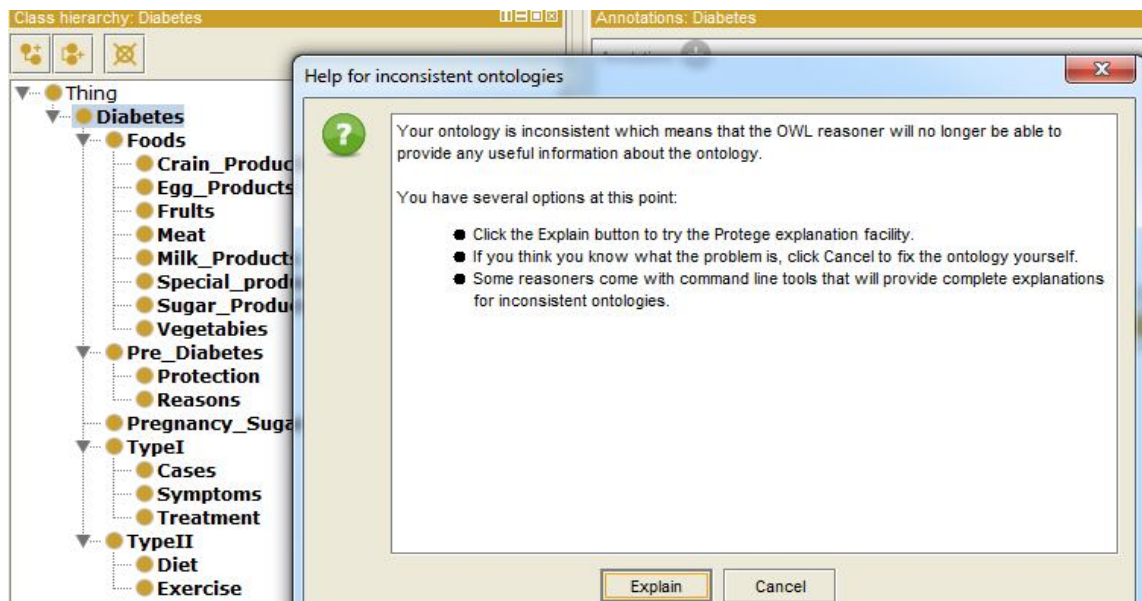 Class hierarchy: Diabetes
Annotations: Diabetes
Help for inconsistent ontologies
Thing
Diabetes
Foods
Crain_Produc
Egg_Products
Frults
Meat
Milk_Product
Special_prod
Sugar_Produ
Vegetabies
Pre_Diabetes
Protection
Reasons
Pregnancy_Suga
TypeI
Cases
Symptoms
Treatment
TypeII
Diet
Exercise
Your ontology is inconsistent which means that the OWL reasoner will no longer be able to
provide any useful information about the ontology.
You have several options at this point:
Click the Explain button to try the Protege explanation facility.
If you think you know what the problem is, click Cancel to fix the ontology yourself.
Some reasoners come with command line tools that will provide complete explanations
for inconsistent ontologies.
Explain
Cancel